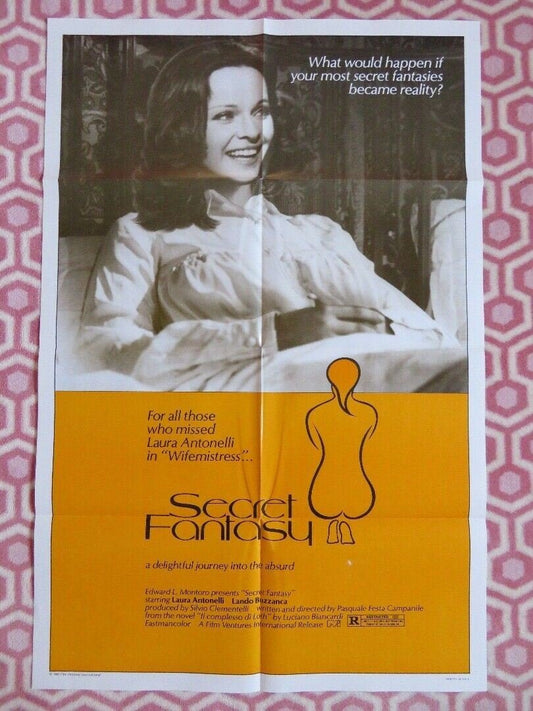 What would happen if
your most secret fantasies
became reality?
For all those
who missed
Laura Antonelli
in "Wifemistress"...
Secret
Fantasy
a delightful journey into the absurd
Edward L. Montoro presents "Secret Fantasy"
starring Laura Antonelli Lando Buzzanca
produced by Silvio Clementelli written and directed by Pasquale Festa Campanile
from the novel "Il complesso di Loth" by Luciano Biancardi
Eastmancolor A Film Ventures International Release R RESTRICTED